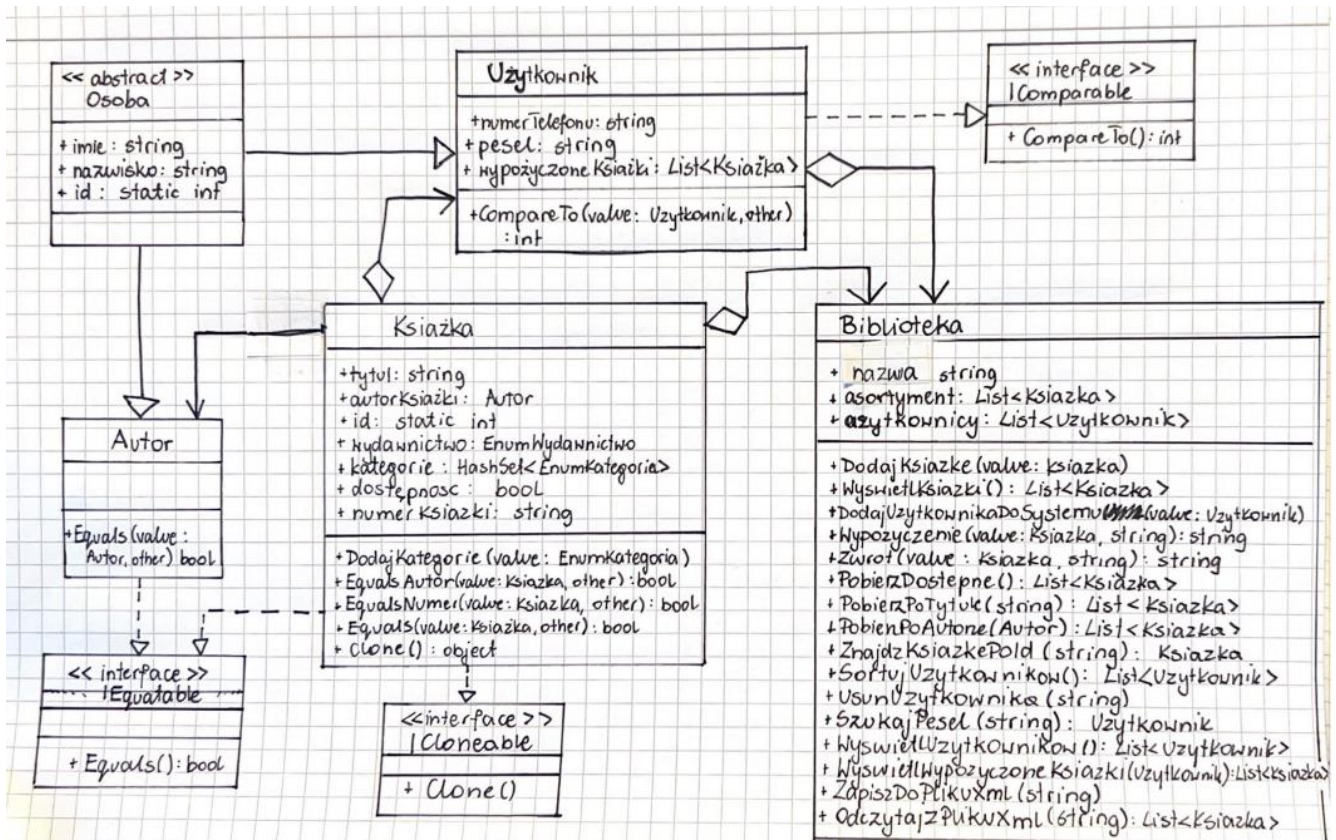 << abstract >>
Osoba
+ imie : string
+ nazwisko : string
+ id : static int
Użytkownik
+numerTelefonu: string
+ pesel: string
+ wypożyczone Książki : List<Książka>
+CompareTo (value: Uzytkownik, other)
: int
<< interface >>
IComparable
+ CompareTo(): int
Książka
+tytul: string
+autorKsiążki: Autor
+id: static int
+ wydawnictwo: EnumWydawnictwo
+ kategorie : HashSet<EnumKategoria>
+ dostępnosc : bool
+ numer Ksiazki: string
+DodajKategorie (value: EnumKategoria)
+ EqualsAutor(value: Ksiazka, other): bool
+ EqualsNumer(value: Ksiazka, other): bool
+ Equals(value: Ksiazka, other): bool
+ Clone(): object
Biblioteka
+ nazwa string
+ asortyment: List<Ksiazka>
+ uzytkownicy: List<Uzytkownik>
+DodajKsiazke (value: ksiazka)
+WyswietlKsiazki(): List<Ksiazka>
+DodajUzytkownikaDoSystemu (value: Uzytkownik)
+Wypozyczenie (value: Ksiazka, string): string
+Zwrot (value: Ksiazka, string): string
+PobierzDostepne(): List<Ksiązka>
+PobierzPoTytule(string): List<Ksiazka>
+PobierzPoAutorze(Autor): List<Ksiazka>
+ZnajdzKsiazkePoId (string): Ksiazka
+SortujUzytkownikow(): List<Uzytkownik>
+ UsunUzytkownika (string)
+ SzukajPesel (string): Uzytkownik
+ WyswietlUzytkownikow(): List<Uzytkownik>
+ WyswietlWypozyczone Ksiazki(Uzytkownik):List<ksiazka>
+ ZapiszDoPlikuXml (string)
+ OdczytajZPlikuXml (string): List<Ksiazka>
Autor
+Equals (value:
Autor, other) bool
<< interface >>
IEquatable
+ Equals(): bool
<<interface >>
ICloneable
+ Clone()